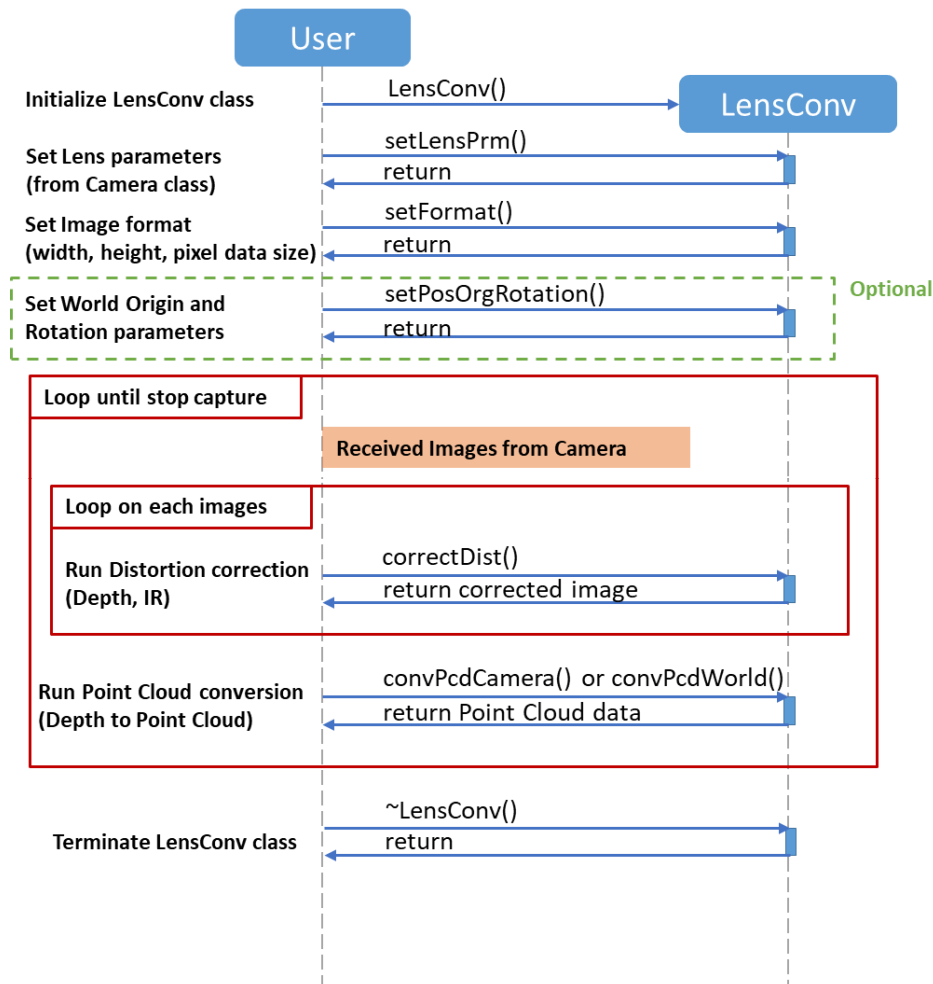 User
Initialize LensConv class
LensConv()
LensConv
Set Lens parameters
(from Camera class)
setLensPrm()
return
Set Image format
(width, height, pixel data size)
setFormat()
return
Optional
Set World Origin and
Rotation parameters
setPosOrgRotation()
return
Loop until stop capture
Received Images from Camera
Loop on each images
Run Distortion correction
(Depth, IR)
correctDist()
return corrected image
Run Point Cloud conversion
(Depth to Point Cloud)
convPcdCamera() or convPcdWorld()
return Point Cloud data
Terminate LensConv class
~LensConv()
return